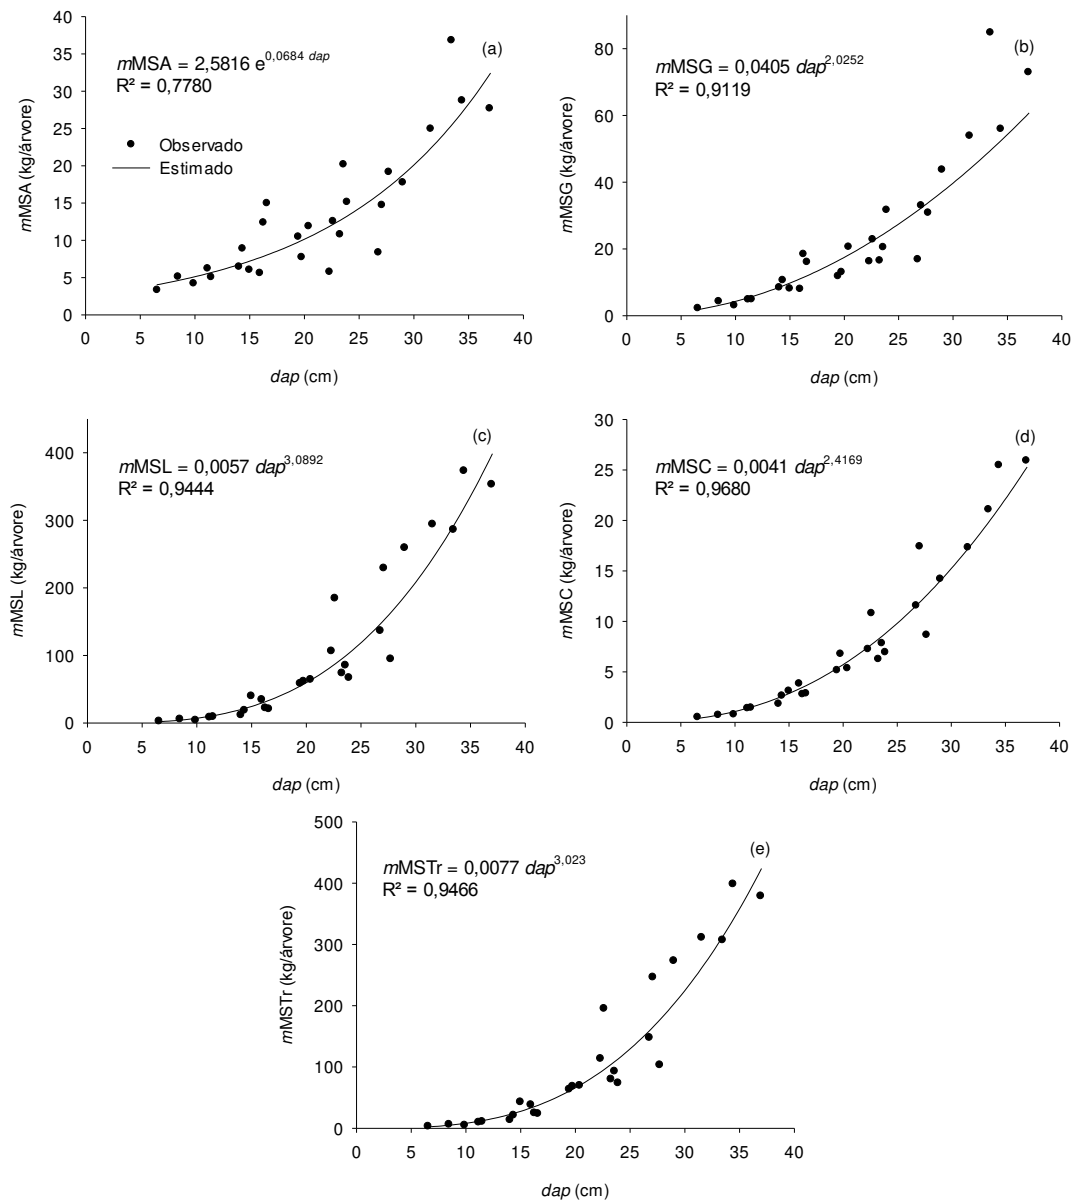 40
35
30
25
20
15
10
5
0
mMSA (kg/árvore)
(a)
mMSA = 2,5816 e^0,0684 dap
R² = 0,7780
Observado
Estimado
0 5 10 15 20 25 30 35 40
dap (cm)
80
60
40
20
0
mMSG (kg/árvore)
(b)
mMSG = 0,0405 dap^2,0252
R² = 0,9119
0 5 10 15 20 25 30 35 40
dap (cm)
400
300
200
100
0
mMSL (kg/árvore)
(c)
mMSL = 0,0057 dap^3,0892
R² = 0,9444
0 5 10 15 20 25 30 35 40
dap (cm)
30
25
20
15
10
5
0
mMSC (kg/árvore)
(d)
mMSC = 0,0041 dap^2,4169
R² = 0,9680
0 5 10 15 20 25 30 35 40
dap (cm)
500
400
300
200
100
0
mMSTr (kg/árvore)
(e)
mMSTr = 0,0077 dap^3,023
R² = 0,9466
0 5 10 15 20 25 30 35 40
dap (cm)